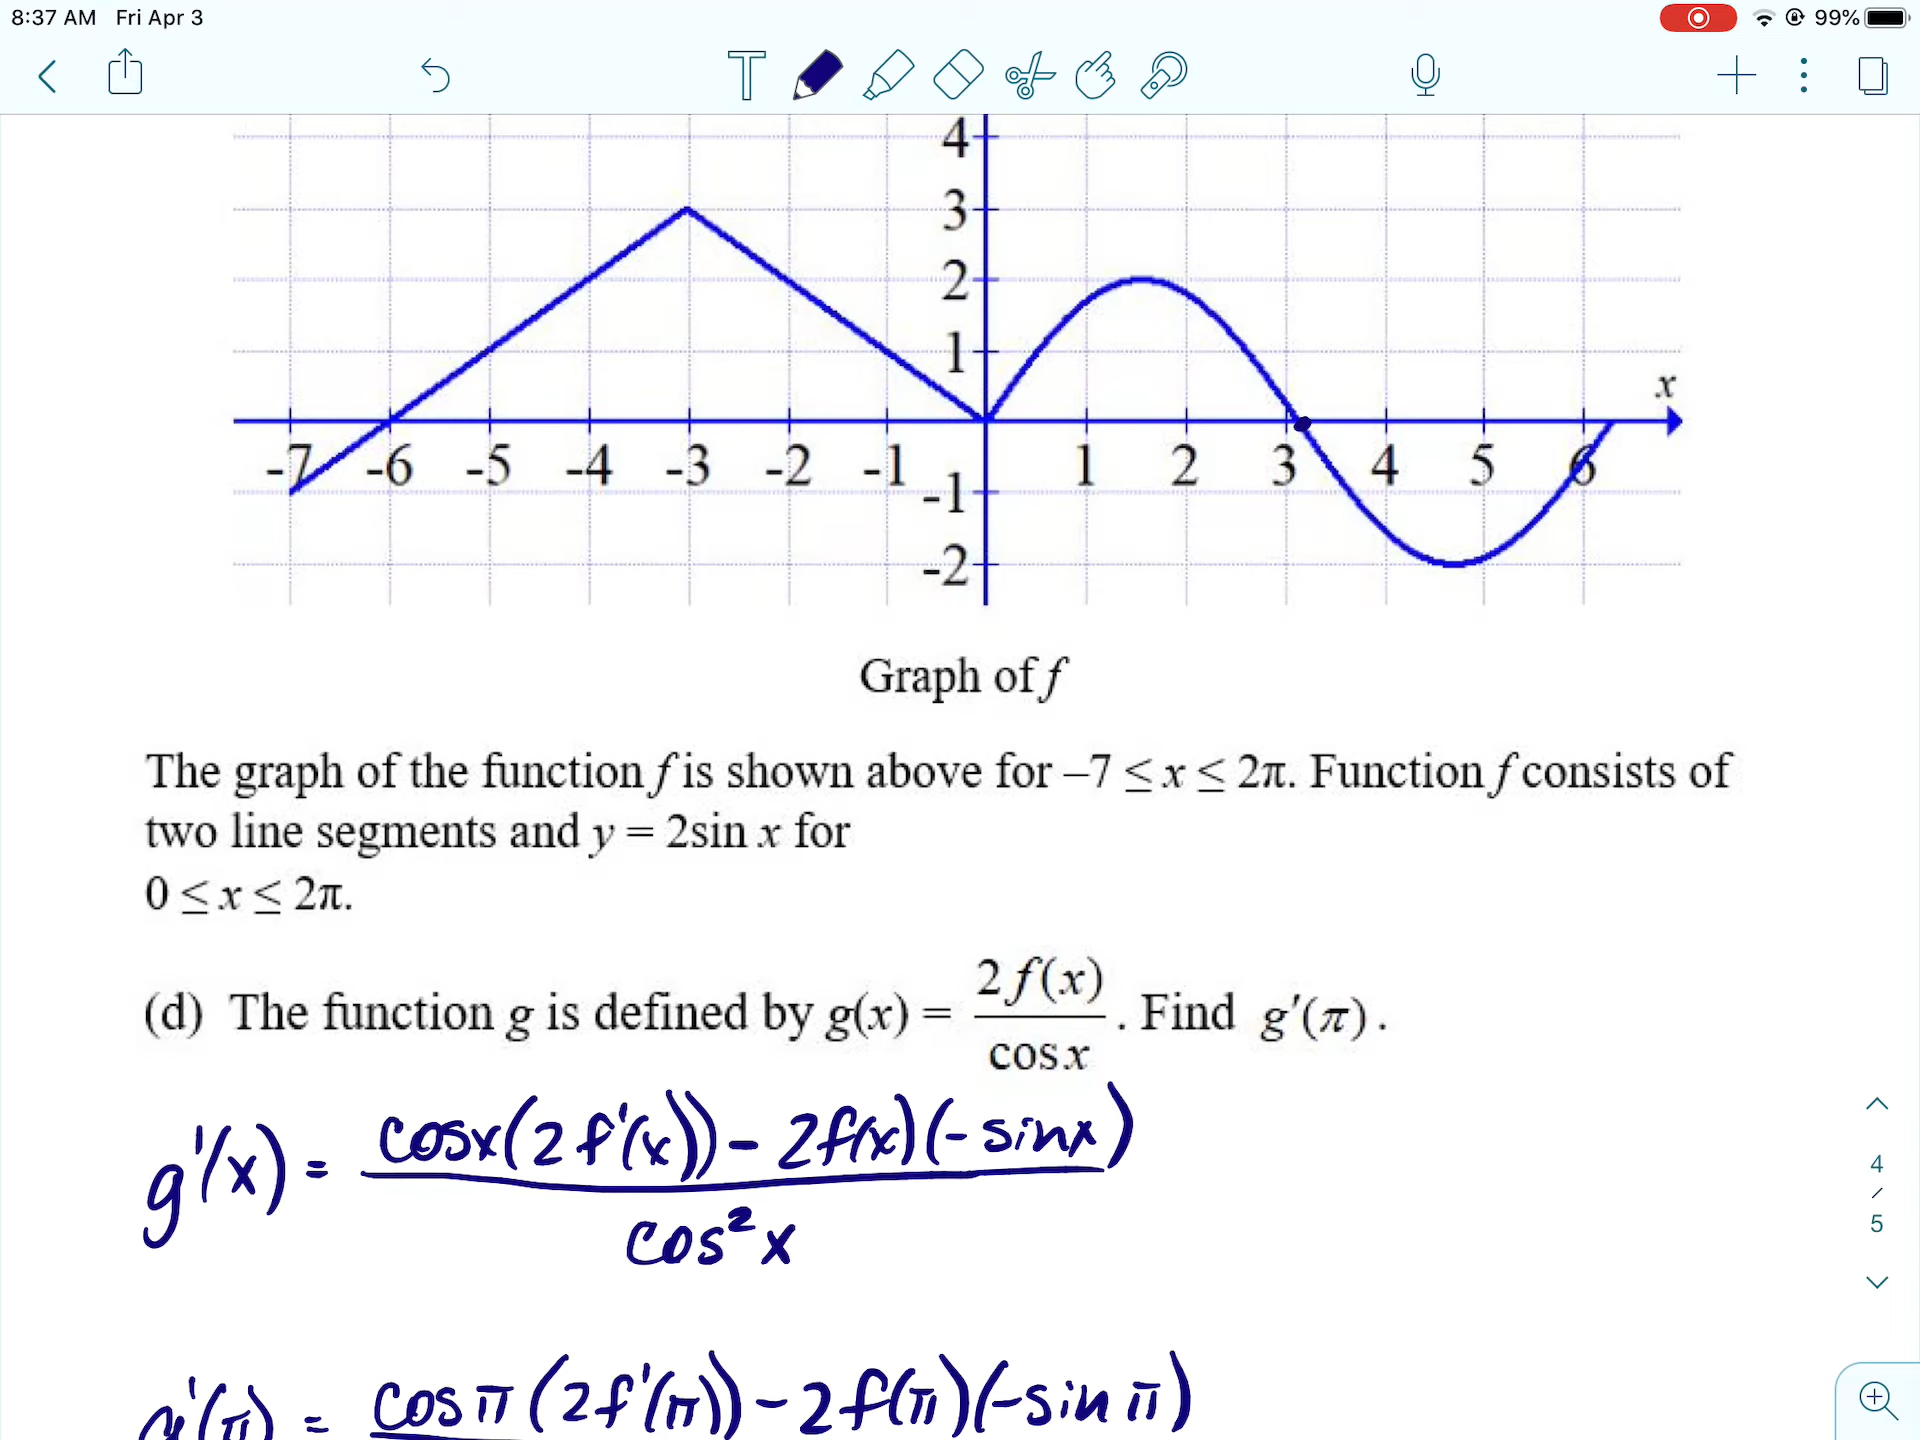 8:37 AM Fri Apr 3 99%
T
4
3
2
1
x
-7 -6 -5 -4 -3 -2 -1 1 2 3 4 5 6
-1
-2
Graph of f
The graph of the function f is shown above for –7 ≤ x ≤ 2π. Function f consists of
two line segments and y = 2sin x for
0 ≤ x ≤ 2π.
(d) The function g is defined by g(x) = 2f(x)/cosx. Find g'(π).
g'(x) = cosx(2f'(x)) - 2f(x)(-sinx)
cos²x
4
/
5
g'(π) = cosπ(2f'(π)) - 2f(π)(-sinπ)